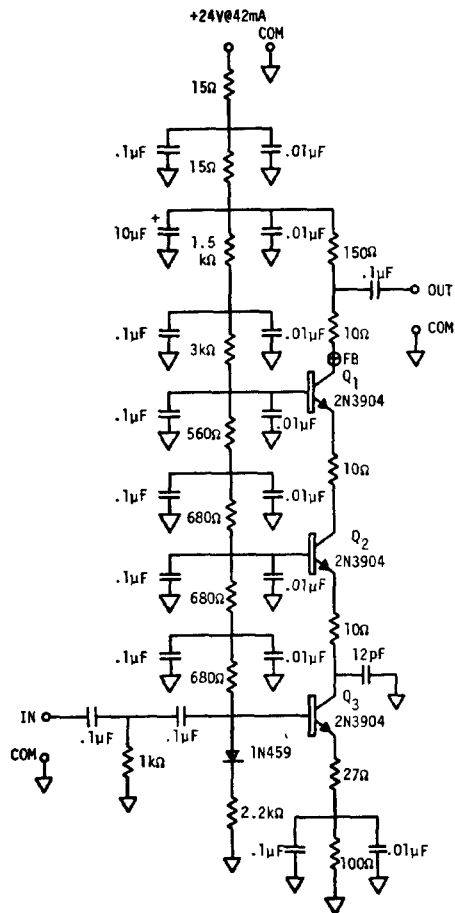 +24V@42mA
COM
15Ω
.1µF
.01µF
15Ω
10µF
+
.01µF
1.5
kΩ
150Ω
.1µF
OUT
10Ω
COM
.1µF
.01µF
3kΩ
FB
Q1
2N3904
.1µF
.01µF
560Ω
10Ω
.1µF
.01µF
680Ω
Q2
2N3904
.1µF
.01µF
680Ω
10Ω
12pF
.1µF
.01µF
680Ω
Q3
2N3904
IN
.1µF
.1µF
COM
1kΩ
1N459
27Ω
2.2kΩ
.1µF
100Ω
.01µF